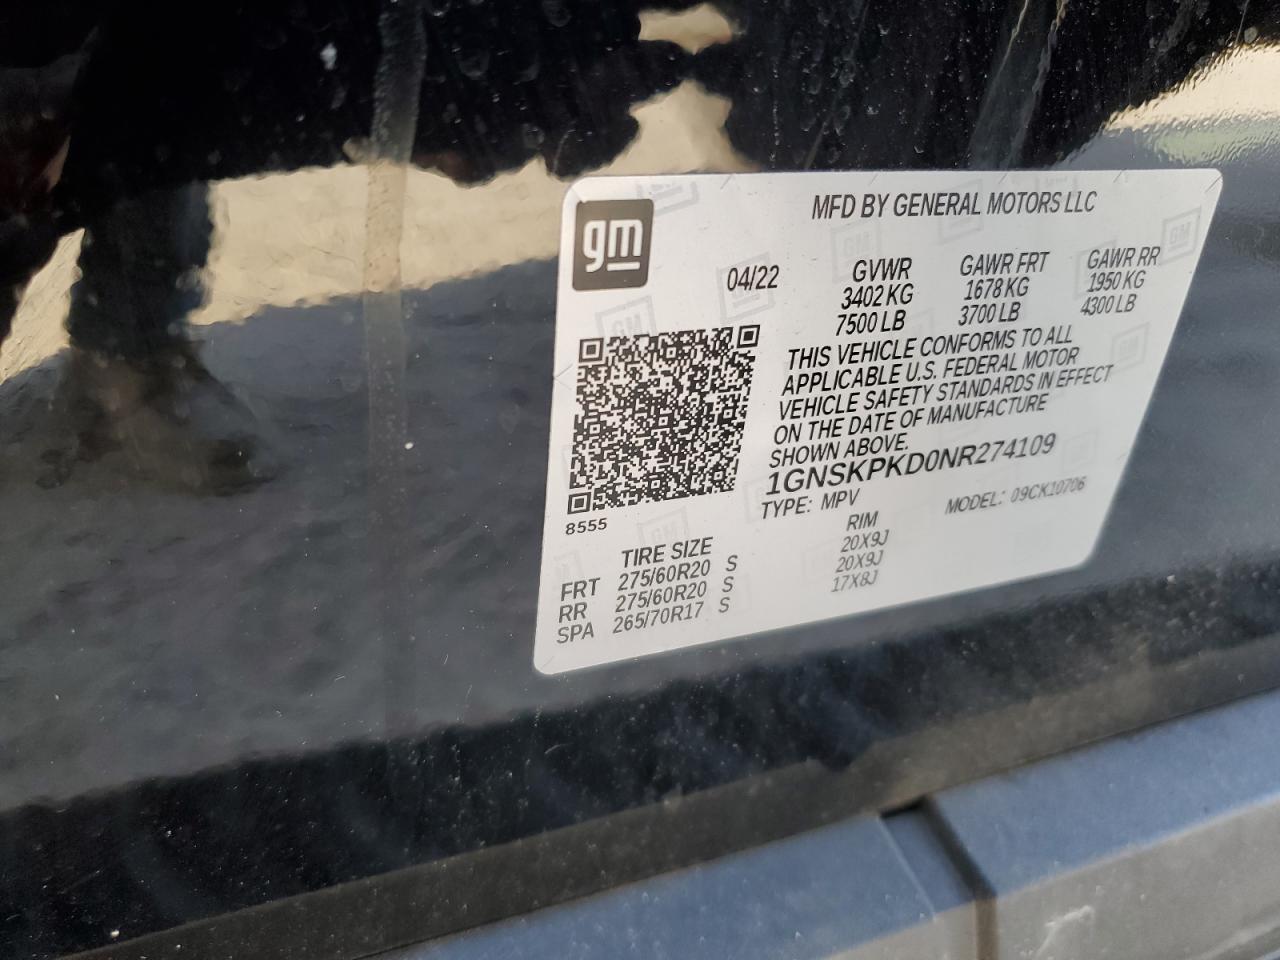 gm
MFD BY GENERAL MOTORS LLC
04/22 GVWR GAWR FRT GAWR RR
3402 KG 1678 KG 1950 KG
7500 LB 3700 LB 4300 LB
THIS VEHICLE CONFORMS TO ALL
APPLICABLE U.S. FEDERAL MOTOR
VEHICLE SAFETY STANDARDS IN EFFECT
ON THE DATE OF MANUFACTURE
SHOWN ABOVE.
1GNSKPKD0NR274109
TYPE: MPV MODEL: 09CK10706
8555
TIRE SIZE RIM
FRT 275/60R20 S 20X9J
RR 275/60R20 S 20X9J
SPA 265/70R17 S 17X8J